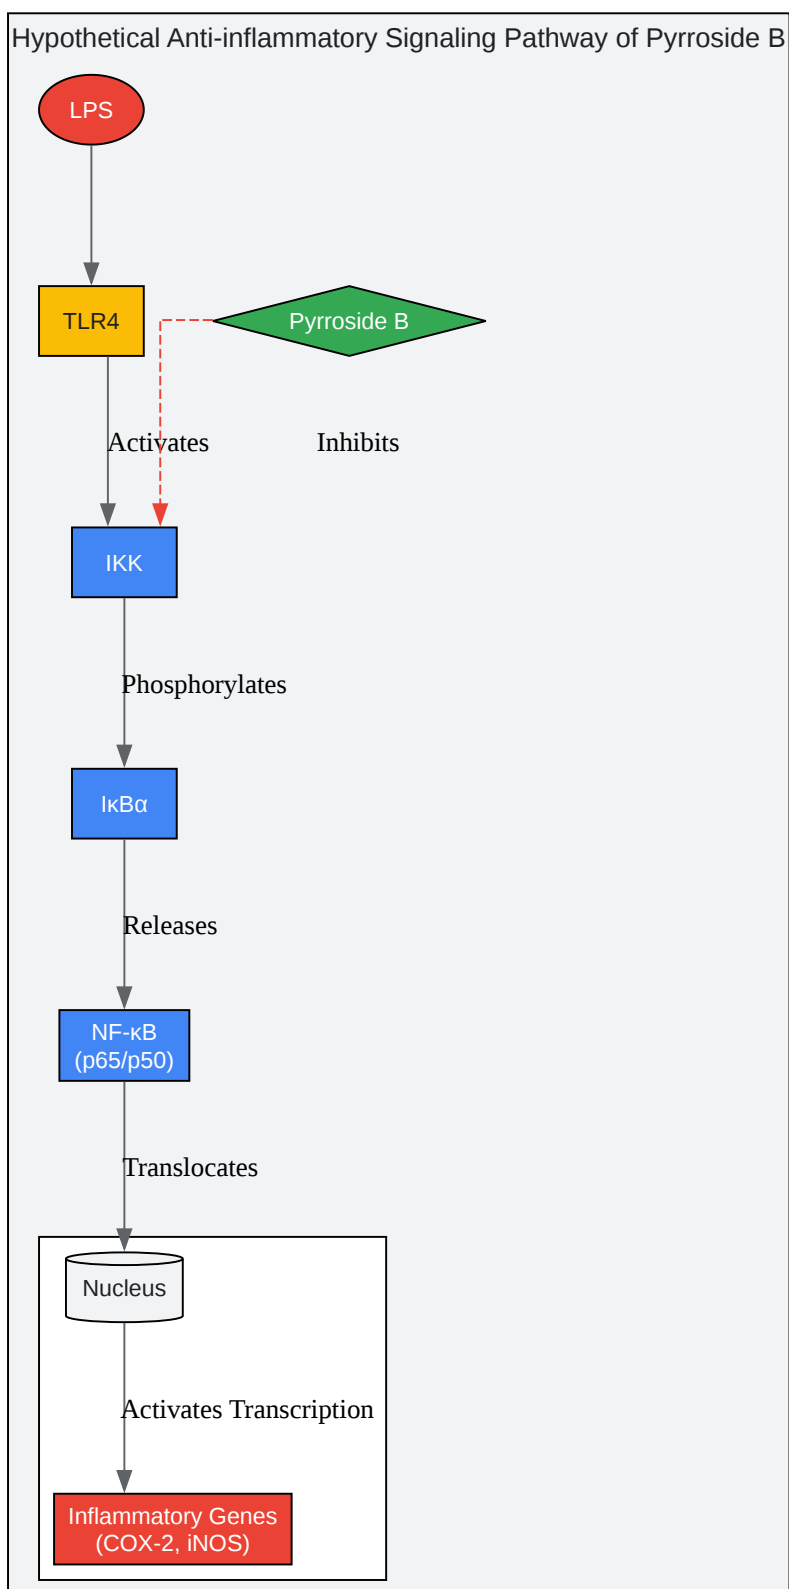 Hypothetical Anti-inflammatory Signaling Pathway of Pyrroside B
LPS
TLR4
Pyrroside B
Activates
Inhibits
IKK
Phosphorylates
IκBα
Releases
NF-κB
(p65/p50)
Translocates
Nucleus
Activates Transcription
Inflammatory Genes
(COX-2, iNOS)